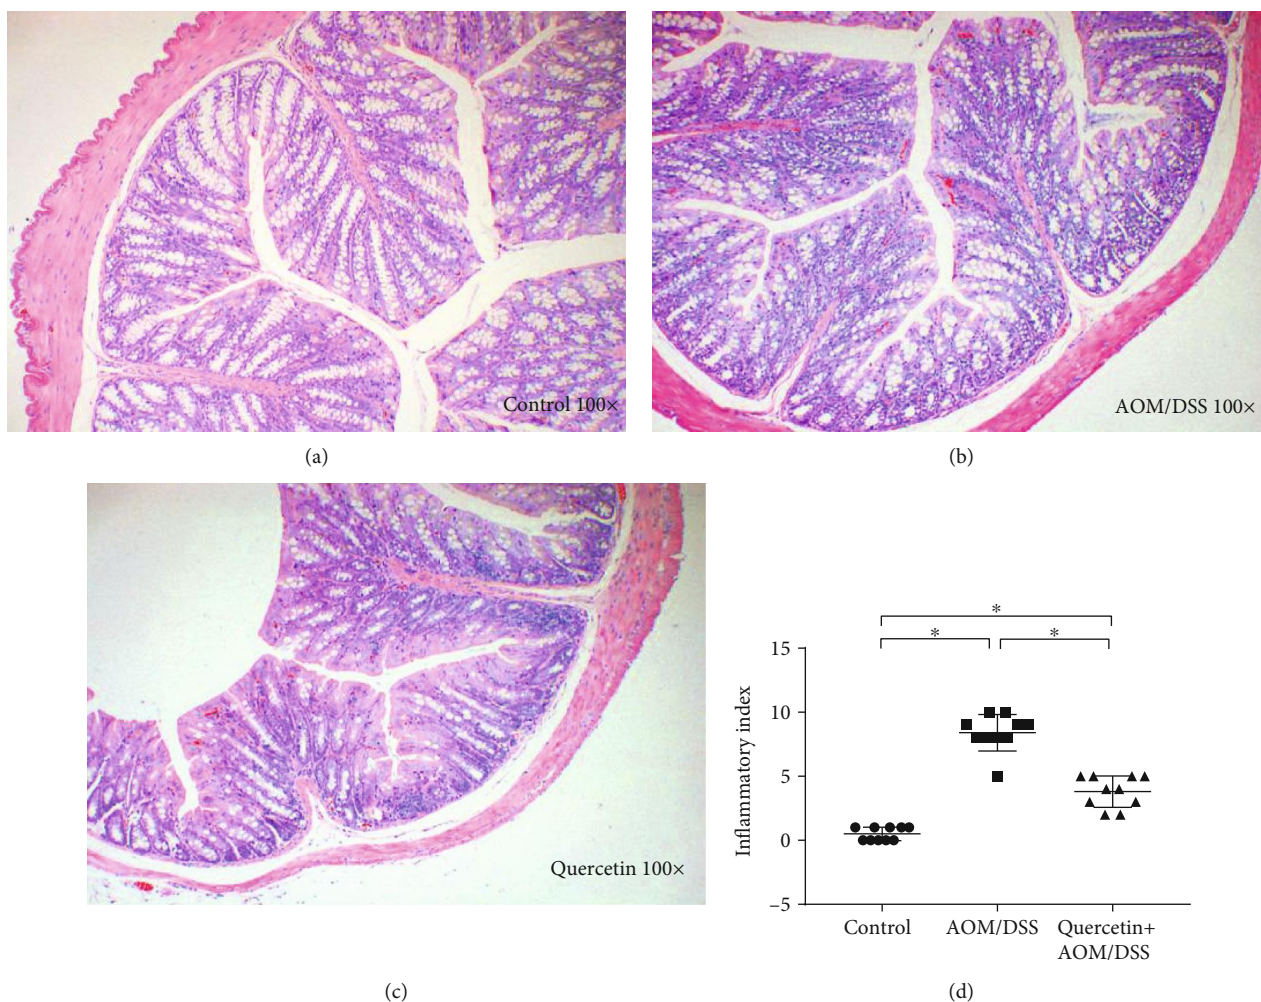 Control 100×
AOM/DSS 100×
(a)
(b)
Quercetin 100×
(c)
*
*
*
15
10
5
0
−5
Inflammatory index
Control
AOM/DSS
Quercetin+
AOM/DSS
(d)